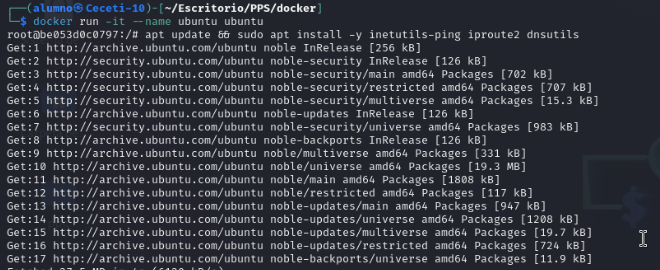 ┌──(alumno㉿Ceceti-10)-[~/Escritorio/PPS/docker]
└─$ docker run -it --name ubuntu ubuntu
root@be053d0c0797:/# apt update && sudo apt install -y inetutils-ping iproute2 dnsutils
Get:1 http://archive.ubuntu.com/ubuntu noble InRelease [256 kB]
Get:2 http://security.ubuntu.com/ubuntu noble-security InRelease [126 kB]
Get:3 http://security.ubuntu.com/ubuntu noble-security/main amd64 Packages [702 kB]
Get:4 http://security.ubuntu.com/ubuntu noble-security/restricted amd64 Packages [707 kB]
Get:5 http://security.ubuntu.com/ubuntu noble-security/multiverse amd64 Packages [15.3 kB]
Get:6 http://archive.ubuntu.com/ubuntu noble-updates InRelease [126 kB]
Get:7 http://security.ubuntu.com/ubuntu noble-security/universe amd64 Packages [983 kB]
Get:8 http://archive.ubuntu.com/ubuntu noble-backports InRelease [126 kB]
Get:9 http://archive.ubuntu.com/ubuntu noble/multiverse amd64 Packages [331 kB]
Get:10 http://archive.ubuntu.com/ubuntu noble/universe amd64 Packages [19.3 MB]
Get:11 http://archive.ubuntu.com/ubuntu noble/main amd64 Packages [1808 kB]
Get:12 http://archive.ubuntu.com/ubuntu noble/restricted amd64 Packages [117 kB]
Get:13 http://archive.ubuntu.com/ubuntu noble-updates/main amd64 Packages [947 kB]
Get:14 http://archive.ubuntu.com/ubuntu noble-updates/universe amd64 Packages [1208 kB]
Get:15 http://archive.ubuntu.com/ubuntu noble-updates/multiverse amd64 Packages [19.7 kB]
Get:16 http://archive.ubuntu.com/ubuntu noble-updates/restricted amd64 Packages [724 kB]
Get:17 http://archive.ubuntu.com/ubuntu noble-backports/universe amd64 Packages [11.9 kB]